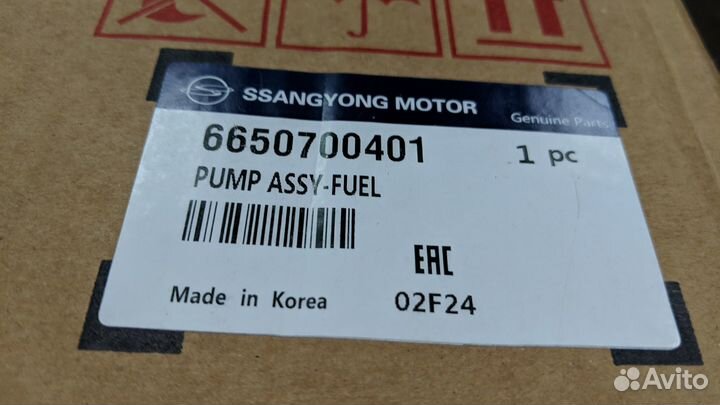 SSANGYONG MOTOR
Genuine Parts
6650700401
1 pc
PUMP ASSY-FUEL
EAC
Made in Korea
02F24
Avito